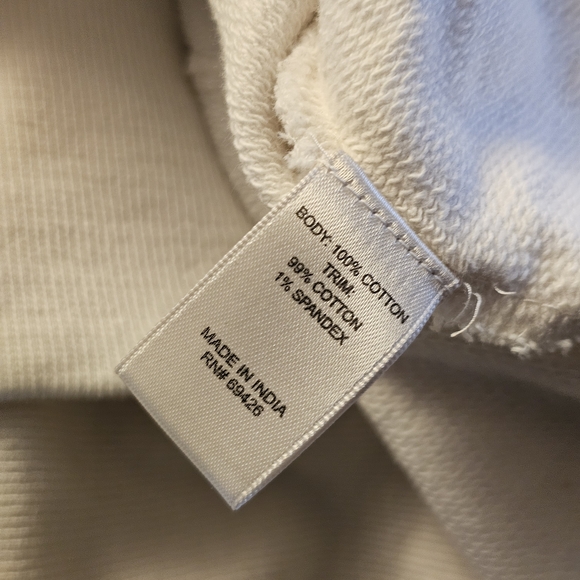 BODY: 100% COTTON
TRIM:
99% COTTON
1% SPANDEX
MADE IN INDIA
RN# 69426